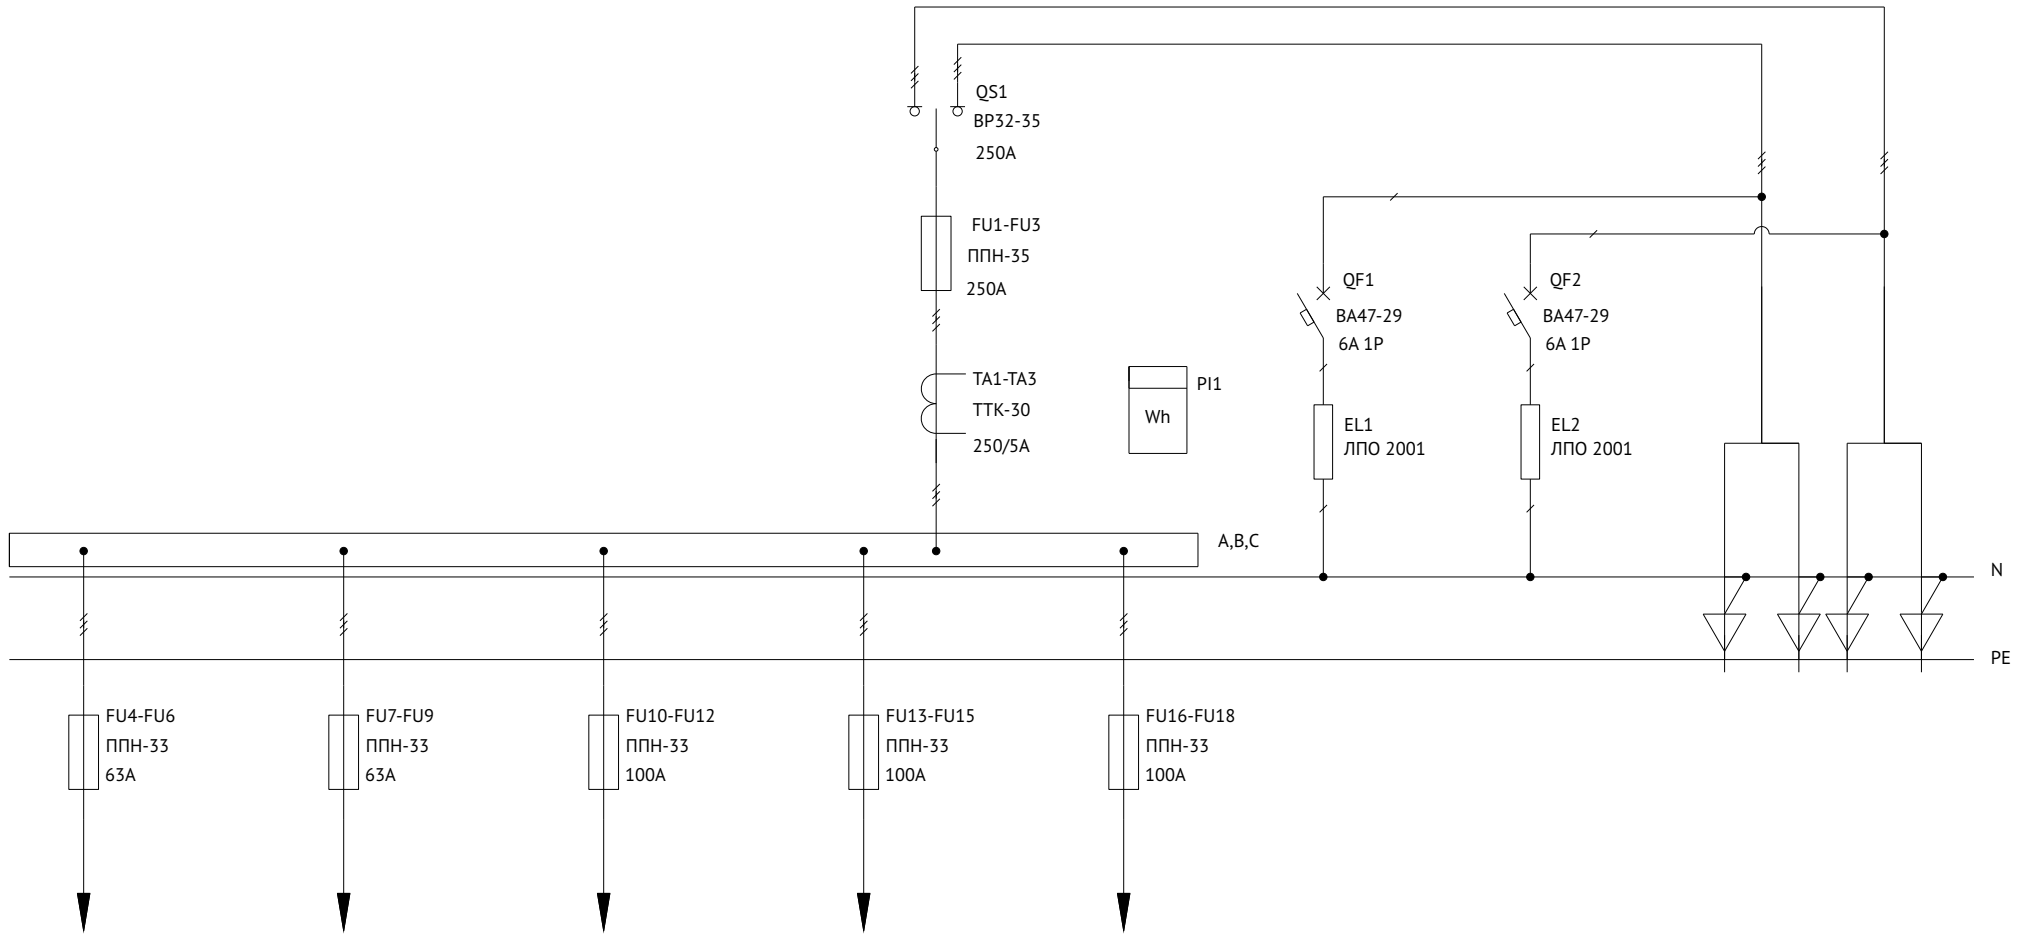 QS1
ВР32-35
250А
FU1-FU3
ППН-35
250А
TA1-TA3
ТТК-30
250/5А
Wh
PI1
QF1
ВА47-29
6А 1Р
QF2
ВА47-29
6А 1Р
EL1
ЛПО 2001
EL2
ЛПО 2001
A,B,C
N
PE
FU4-FU6
ППН-33
63А
FU7-FU9
ППН-33
63А
FU10-FU12
ППН-33
100А
FU13-FU15
ППН-33
100А
FU16-FU18
ППН-33
100А